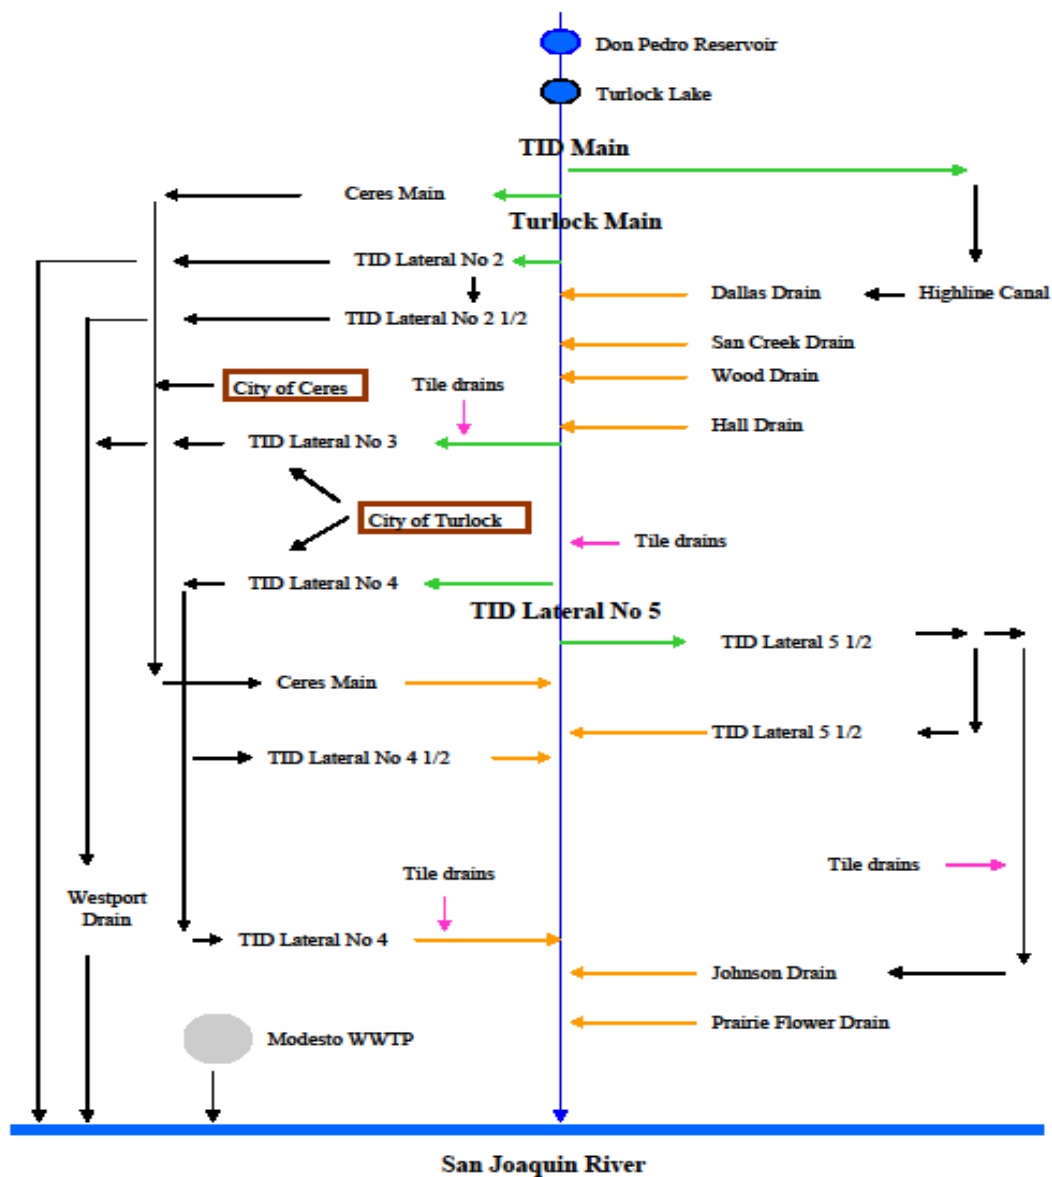 Don Pedro Reservoir
Turlock Lake
TID Main
Ceres Main
Turlock Main
TID Lateral No 2
Dallas Drain
Highline Canal
TID Lateral No 2 1/2
San Creek Drain
Wood Drain
City of Ceres
Tile drains
Hall Drain
TID Lateral No 3
City of Turlock
Tile drains
TID Lateral No 4
TID Lateral No 5
TID Lateral 5 1/2
Ceres Main
TID Lateral 5 1/2
TID Lateral No 4 1/2
Tile drains
Tile drains
Westport
Drain
TID Lateral No 4
Johnson Drain
Prairie Flower Drain
Modesto WWTP
San Joaquin River